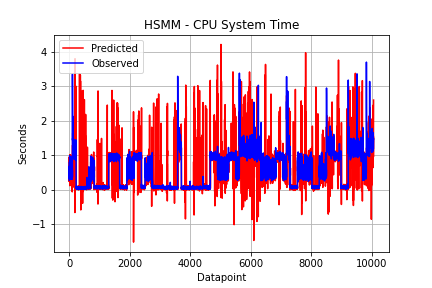 HSMM - CPU System Time
Predicted
Observed
Seconds
4
3
2
1
0
−1
0
2000
4000
6000
8000
10000
Datapoint